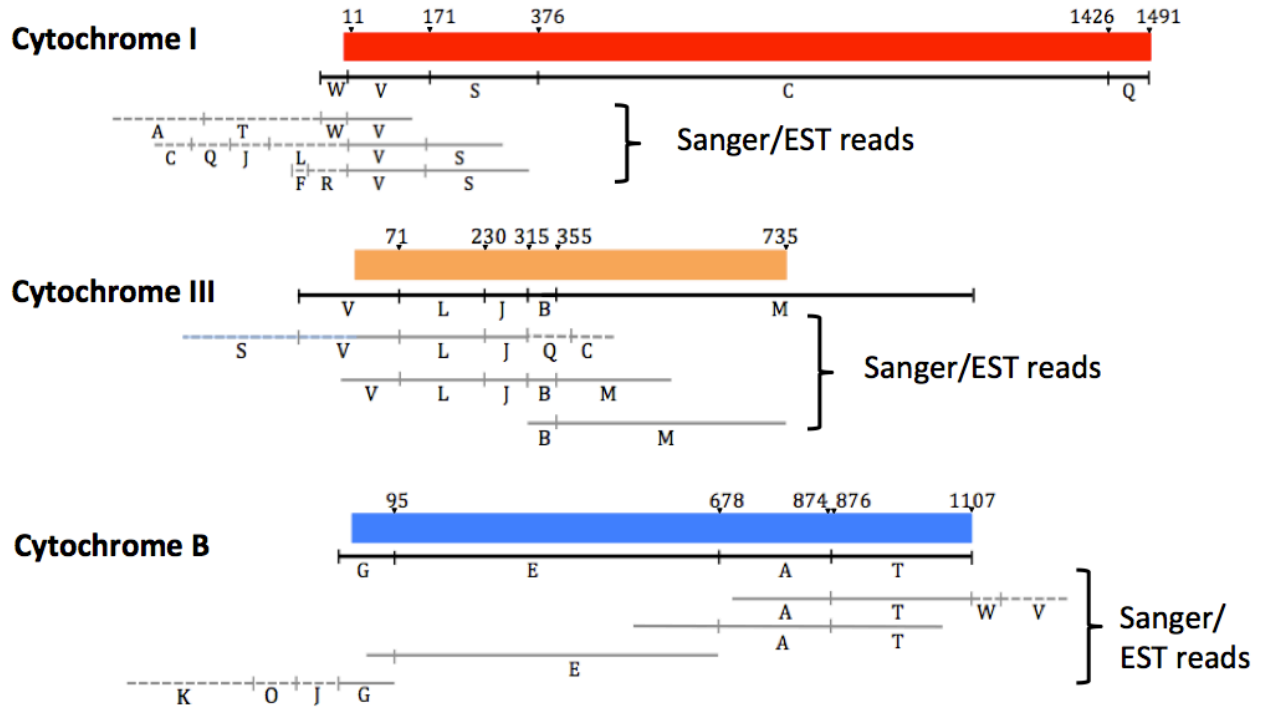 11 171 376 1426 1491
Cytochrome I
W V S C Q
A T W V
Sanger/EST reads
C Q J L V S
F R V S
71 230 315 355 735
Cytochrome III
V L J B M
S V L J Q C
Sanger/EST reads
V L J B M
B M
95 678 874 876 1107
Cytochrome B
G E A T
A T W V
Sanger/
A T
EST reads
E
K O J G